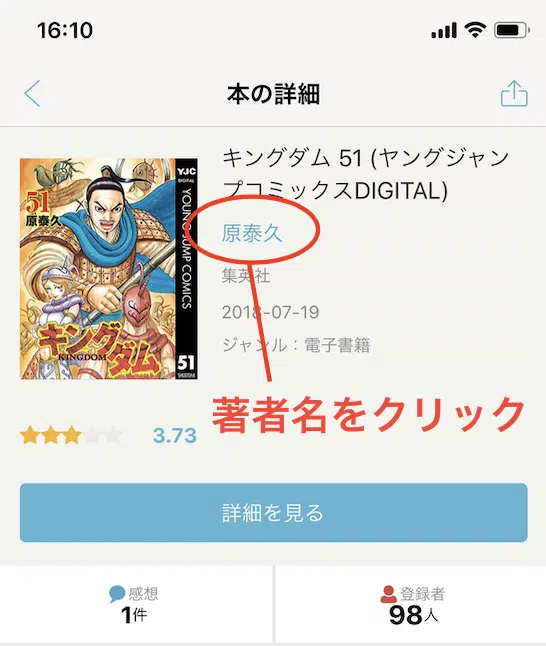 16:10
本の詳細
キングダム 51 (ヤングジャン
プコミックスDIGITAL)
原泰久
集英社
2018-07-19
ジャンル：電子書籍
51
原泰久
YJC
DIGITAL
YOUNG JUMP COMICS
キングダム
KINGDOM
51
SHUEISHA
著者名をクリック
3.73
詳細を見る
感想
1件
登録者
98人